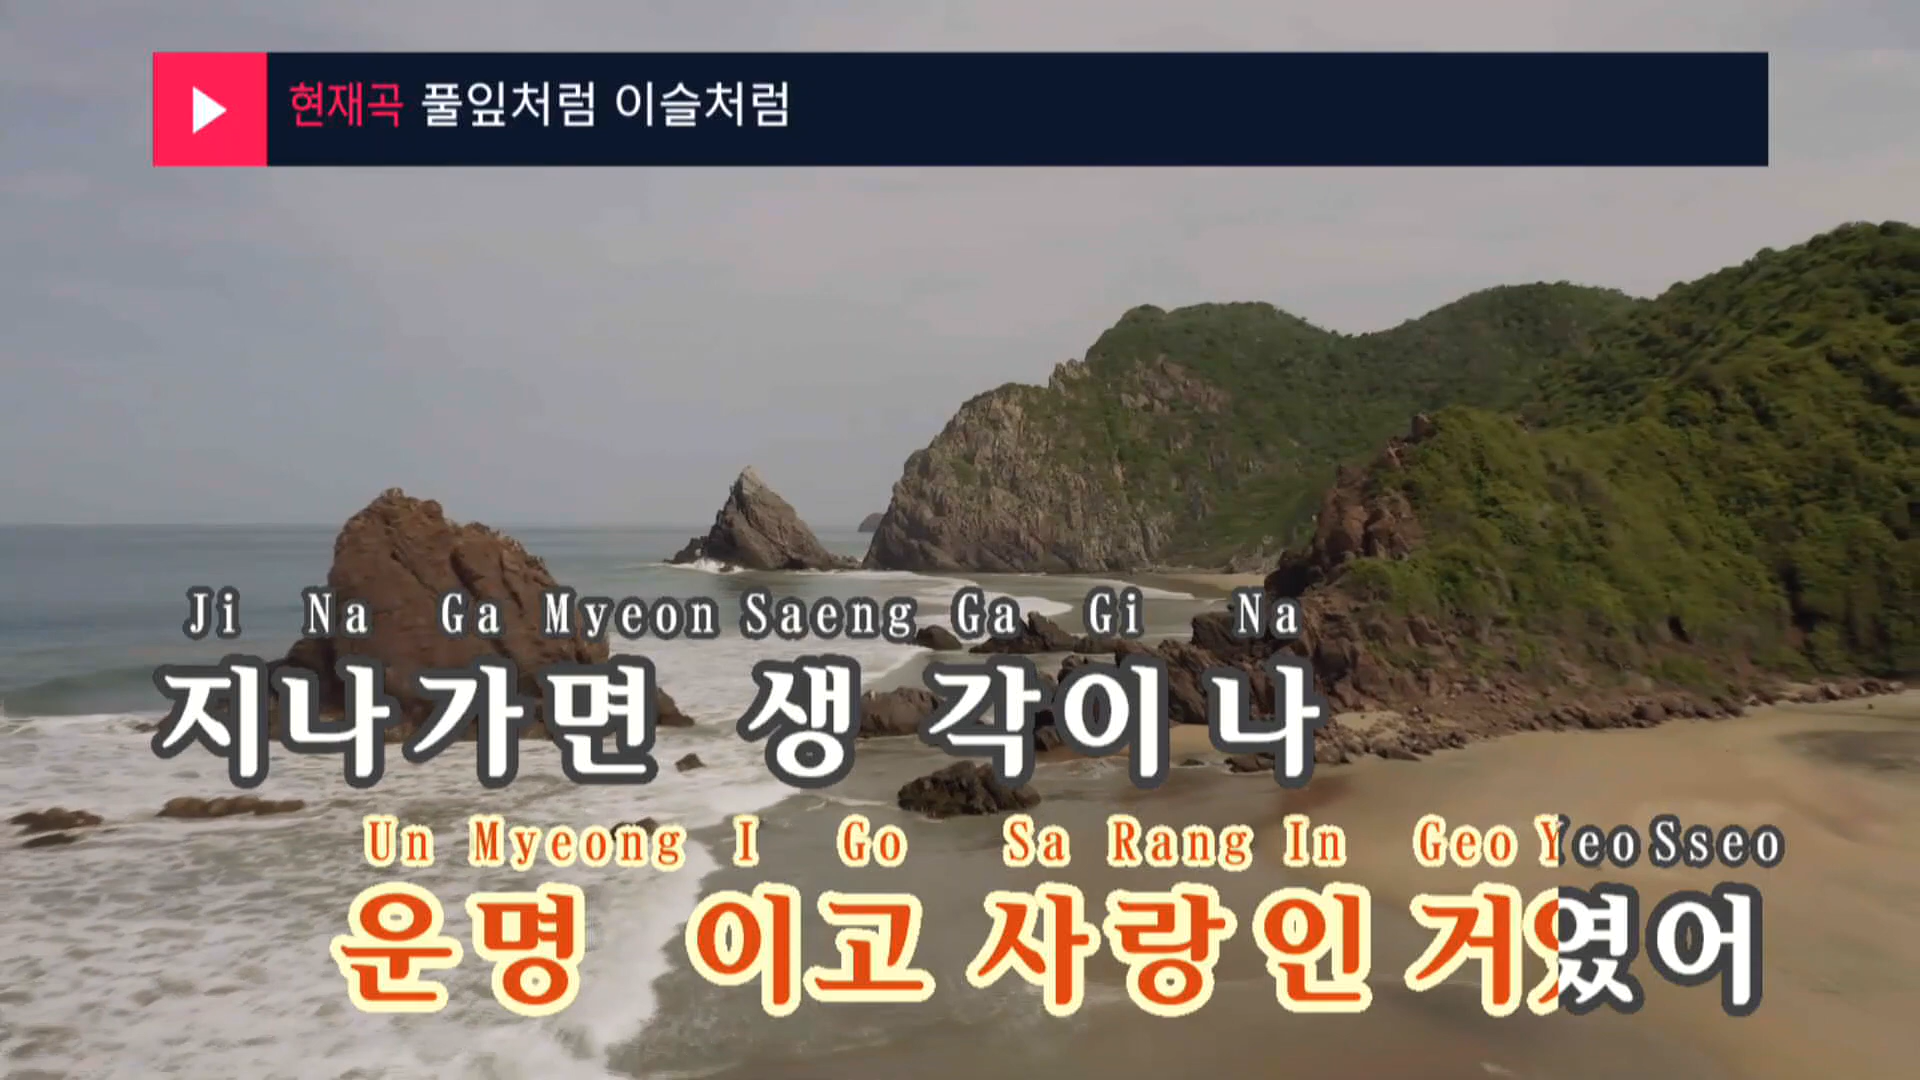 현재곡 풀잎처럼 이슬처럼
Ji Na Ga Myeon Saeng Ga Gi Na
지나가면 생각이나
Un Myeong I Go Sa Rang In Geo Yeo Sseo
운명이고 사랑인 거였어